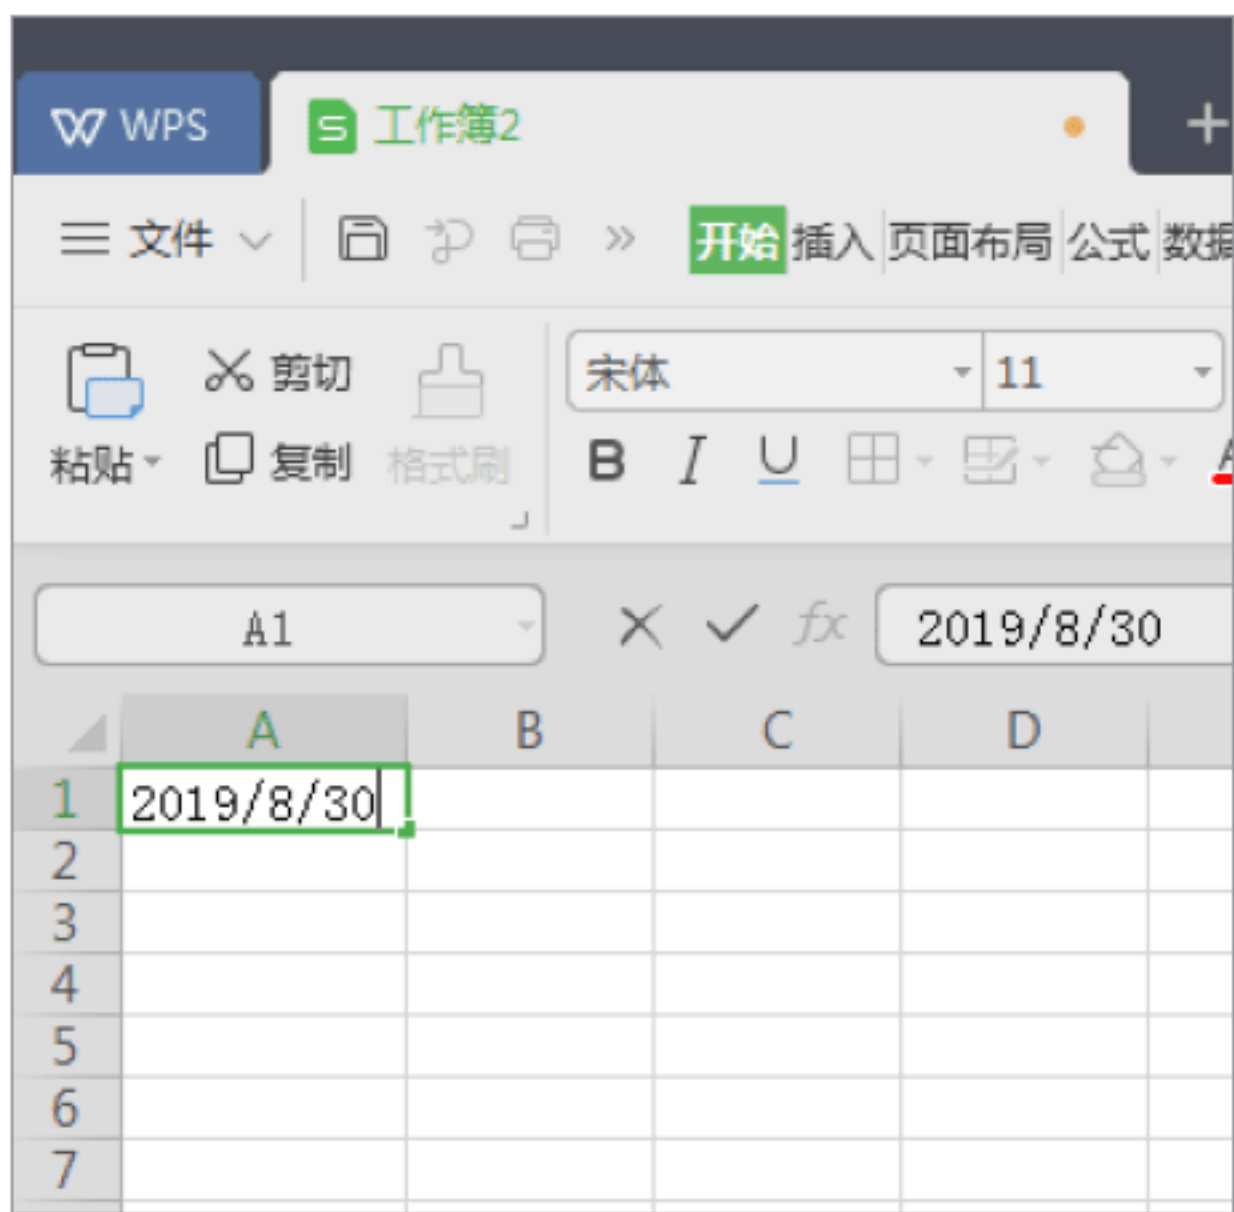 WPS 工作簿2
文件 开始 插入 页面布局 公式 数据
剪切 宋体 11
粘贴 复制 格式刷 B I U A
A1 fx 2019/8/30
A B C D
1 2019/8/30
2
3
4
5
6
7